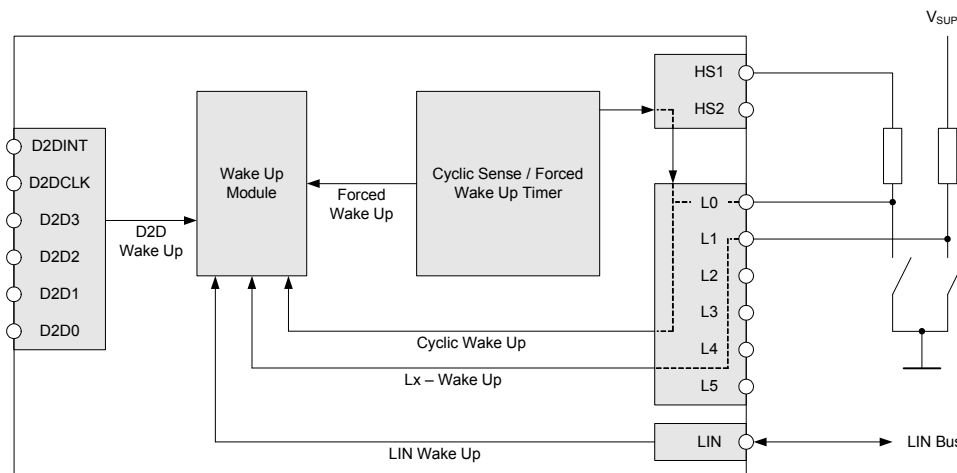 VSUP
HS1
HS2
D2DINT
D2DCLK
D2D3
D2D2
D2D1
D2D0
D2D
Wake Up
Wake Up
Module
Forced
Wake Up
Cyclic Sense / Forced
Wake Up Timer
L0
L1
L2
L3
L4
L5
Cyclic Wake Up
Lx – Wake Up
LIN Wake Up
LIN
LIN Bus